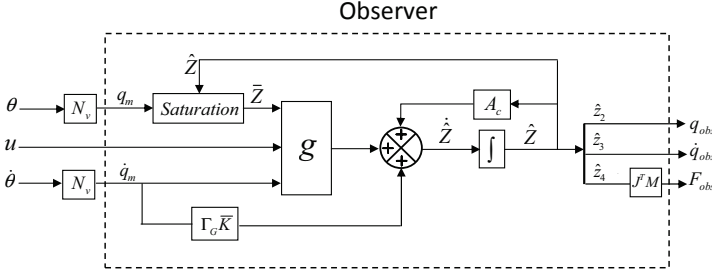 Observer
θ
N_v
q_m
Ẑ
Saturation
Z̄
u
g
θ̇
N_v
q̇_m
Γ_G K̄
A_c
+
+
+
Ẑ̇
∫
Ẑ
ẑ_2
q_obs
ẑ_3
q̇_obs
ẑ_4
J^T M
F_obs